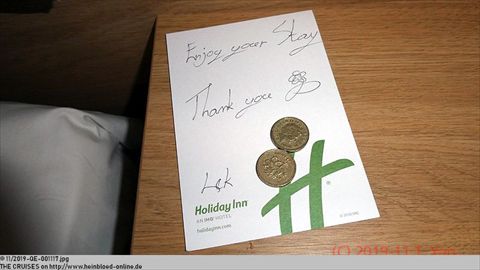 Enjoy your Stay
Thank you
L&K
Holiday Inn
AN IHG HOTEL
holidayinn.com
© 11/2019-QE-001117.jpg
THE CRUISES on http://www.heinbloed-online.de